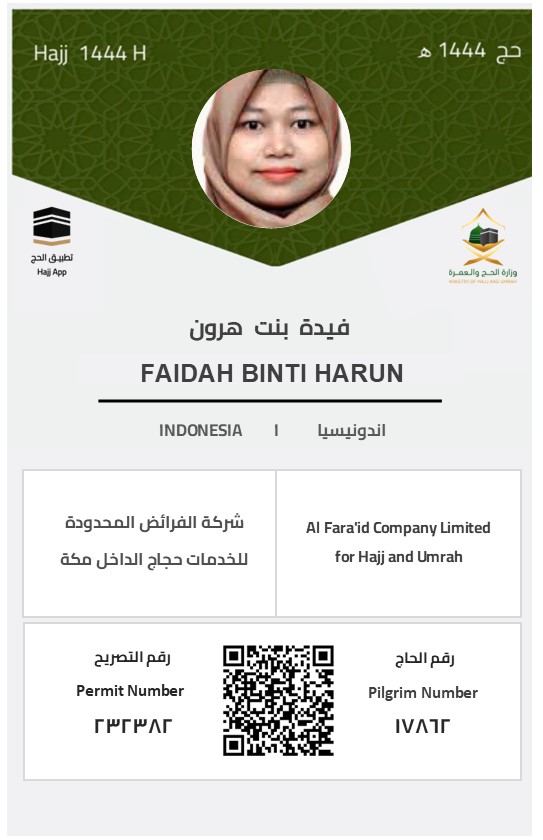 Hajj 1444 H
حج 1444 هـ
تطبيق الحج
Hajj App
وزارة الحج والعمرة
MINISTRY OF HAJJ AND UMRAH
فيدة بنت هرون
FAIDAH BINTI HARUN
INDONESIA | اندونيسيا
شركة الفرائض المحدودة
للخدمات حجاج الداخل مكة
Al Fara'id Company Limited
for Hajj and Umrah
رقم التصريح
Permit Number
٢٣٢٣٨٢
رقم الحاج
Pilgrim Number
١٧٨٦٢